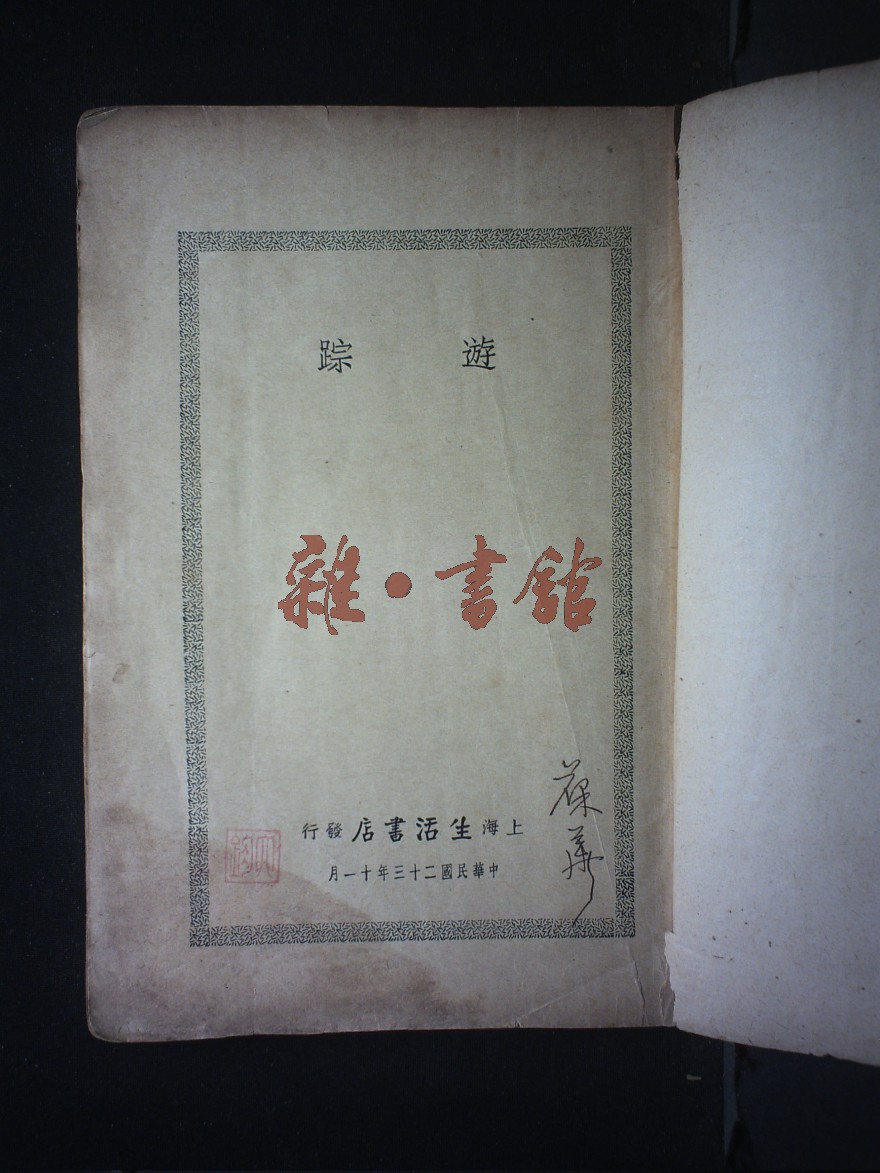 遊踪
雜·書館
上海生活書店發行
中華民國二十三年十一月